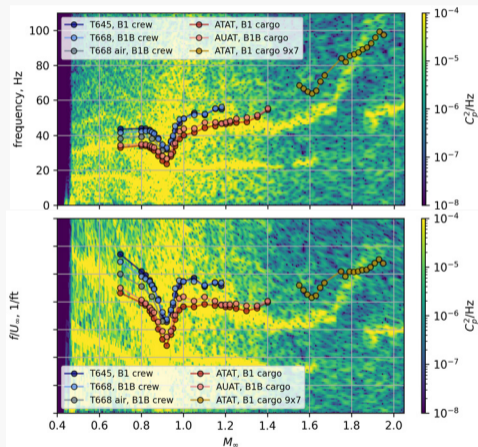 100
80
60
40
20
0
frequency, Hz
T645, B1 crew
T668, B1B crew
T668 air, B1B crew
ATAT, B1 cargo
AUAT, B1B cargo
ATAT, B1 cargo 9x7
10⁻⁴
10⁻⁵
10⁻⁶
10⁻⁷
10⁻⁸
C²ₚ/Hz
f/U∞, 1/ft
T645, B1 crew
T668, B1B crew
T668 air, B1B crew
ATAT, B1 cargo
AUAT, B1B cargo
ATAT, B1 cargo 9x7
10⁻⁴
10⁻⁵
10⁻⁶
10⁻⁷
10⁻⁸
C²ₚ/Hz
0.4 0.6 0.8 1.0 1.2 1.4 1.6 1.8 2.0
M∞